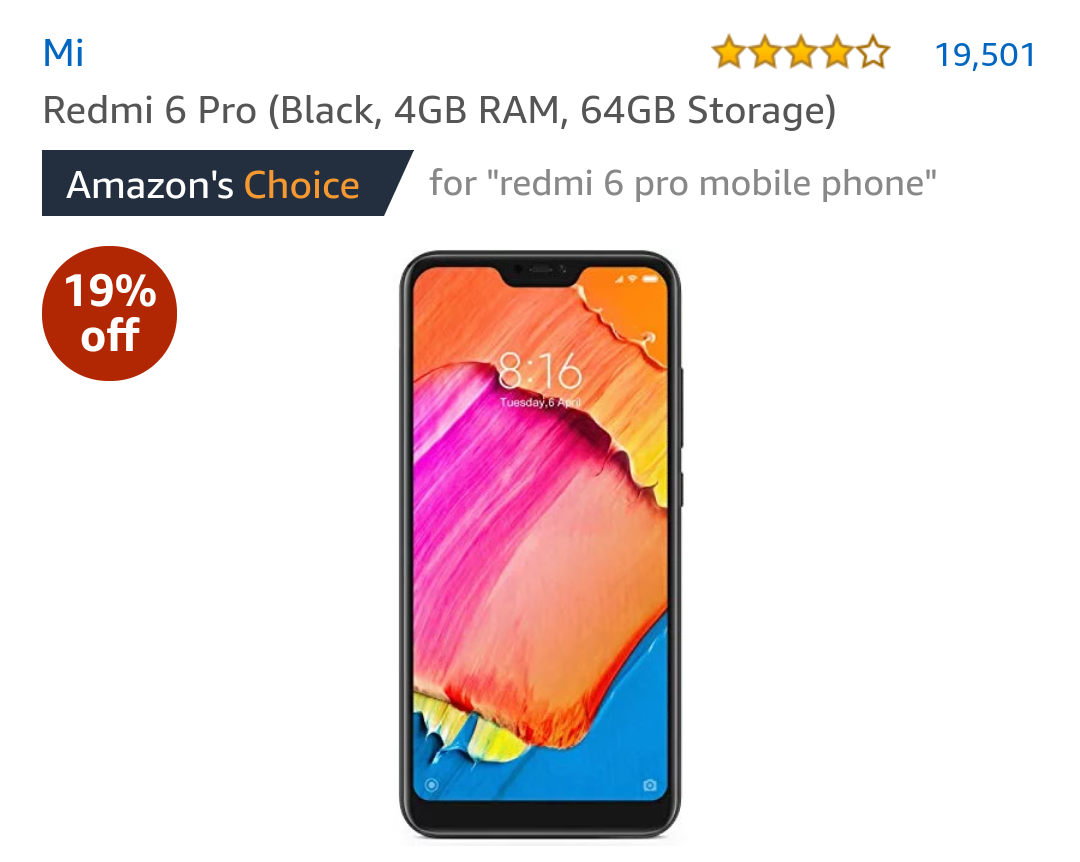 Mi
19,501
Redmi 6 Pro (Black, 4GB RAM, 64GB Storage)
Amazon's Choice for "redmi 6 pro mobile phone"
19%
off
8:16
Tuesday,6 April